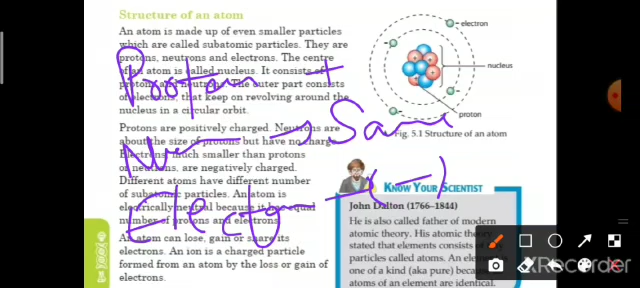 Structure of an atom
An atom is made up of even smaller particles
which are called subatomic particles. They are
protons, neutrons and electrons. The centre
of an atom is called nucleus. It consists of
protons and neutrons. The outer part consists
of electrons, that keep on revolving around the
nucleus in a circular orbit.
Protons are positively charged. Neutrons are
about the size of protons but have no charge.
Electrons, much smaller than protons
or neutrons, are negatively charged.
Different atoms have different number
of subatomic particles. An atom is
electrically neutral because it has equal
number of protons and electrons.
An atom can lose, gain or share its
electrons. An ion is a charged particle
formed from an atom by the loss or gain of
electrons.
electron
nucleus
proton
Fig. 5.1 Structure of an atom
Know Your Scientist
John Dalton (1766–1844)
He is also called father of modern
atomic theory. His atomic theory
stated that elements consists of
particles called atoms. An element
one of a kind (aka pure) because
atoms of an element are identical.
Prooton +
Same
(-)
XRecorder